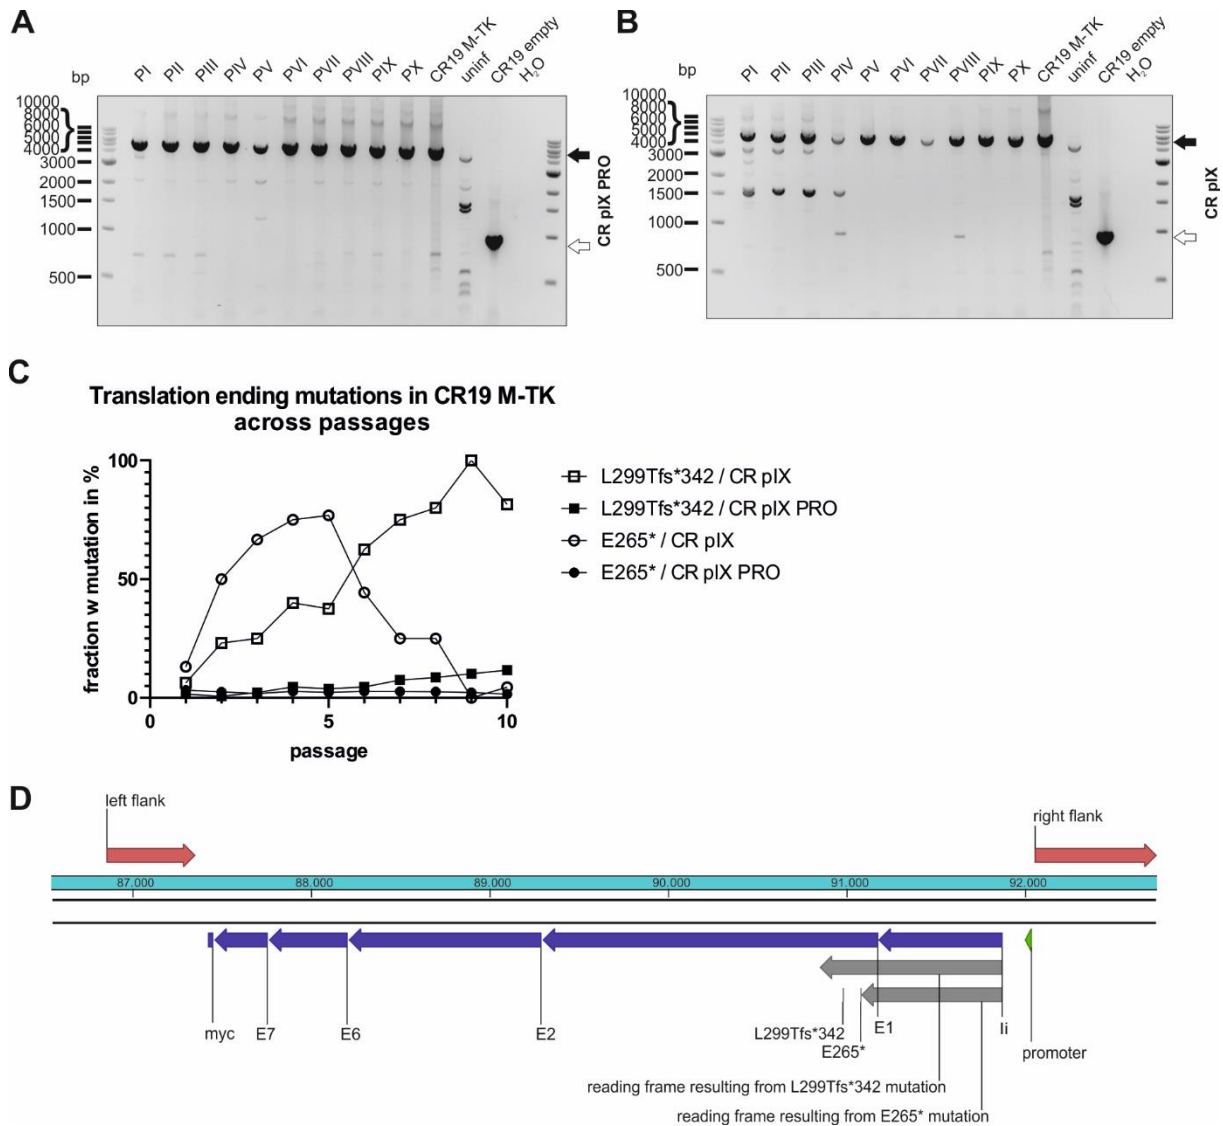 A
bp
PI PII PIII PIV PV PVI PVII PVIII PIX PX CR19 M-TK uninf CR19 empty H2O
10000
8000
6000
5000
4000
3000
2000
1500
1000
500
CR pIX PRO
B
bp
PI PII PIII PIV PV PVI PVII PVIII PIX PX CR19 M-TK uninf CR19 empty H2O
10000
8000
6000
5000
4000
3000
2000
1500
1000
500
CR pIX
C
Translation ending mutations in CR19 M-TK
across passages
fraction w mutation in %
100
50
0
0 5 10
passage
L299Tfs*342 / CR pIX
L299Tfs*342 / CR pIX PRO
E265* / CR pIX
E265* / CR pIX PRO
D
left flank
right flank
87.000 88.000 89.000 90.000 91.000 92.000
myc E7 E6 E2 L299Tfs*342 E1 Ii
E265* promoter
reading frame resulting from L299Tfs*342 mutation
reading frame resulting from E265* mutation